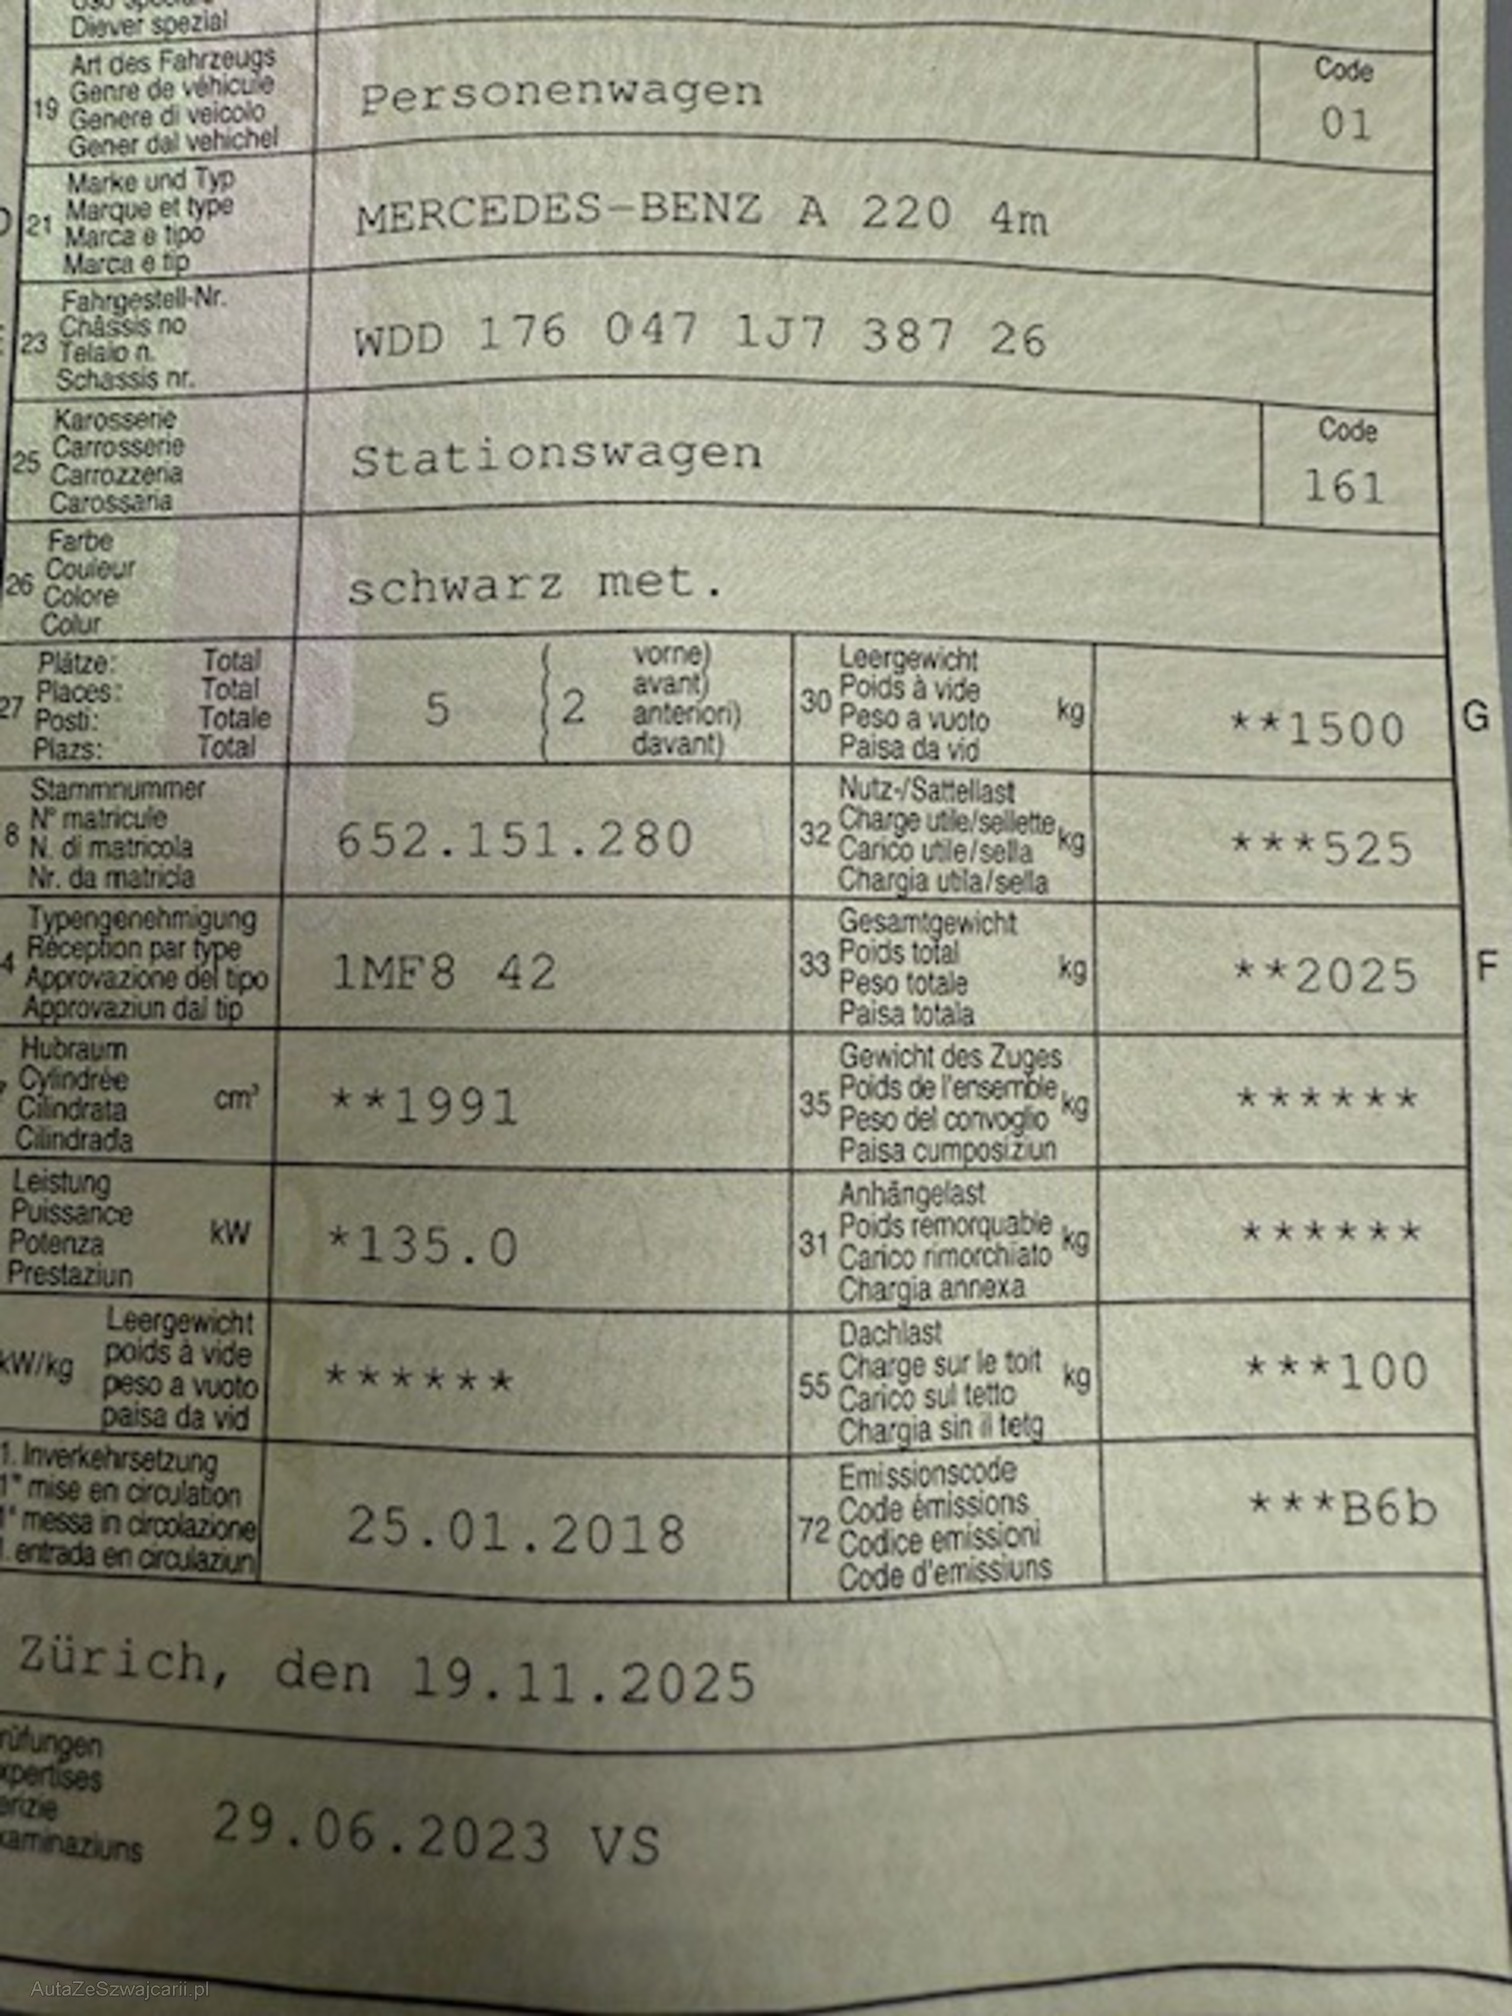 Diever spezial
19 Art des Fahrzeugs
Genre de véhicule
Genere di veicolo
Gener dal vehichel
Personenwagen
Code
01
21 Marke und Typ
Marque et type
Marca e tipo
Marca e tip
MERCEDES-BENZ A 220 4m
23 Fahrgestell-Nr.
Châssis no
Telaio n.
Schassis nr.
WDD 176 047 1J7 387 26
25 Karosserie
Carrosserie
Carrozzeria
Carossaria
Stationswagen
Code
161
26 Farbe
Couleur
Colore
Colur
schwarz met.
27 Plätze: Total
Places: Total
Posti: Totale
Plazs: Total
5 2
vorne)
avant)
anteriori)
davant)
30 Leergewicht
Poids à vide
Peso a vuoto
Paisa da vid
kg
**1500
G
8 Stammnummer
N° matricule
N. di matricola
Nr. da matricla
652.151.280
32 Nutz-/Sattellast
Charge utile/sellette
Carico utile/sella
Chargia utila/sella
kg
***525
4 Typengenehmigung
Réception par type
Approvazione del tipo
Approvaziun dal tip
1MF8 42
33 Gesamtgewicht
Poids total
Peso totale
Paisa totala
kg
**2025
F
Hubraum
Cylindrée
Cilindrata
Cilindrada
cm³
**1991
35 Gewicht des Zuges
Poids de l'ensemble
Peso del convoglio
Paisa cumposiziun
kg
******
Leistung
Puissance
Potenza
Prestaziun
kW
*135.0
31 Anhängelast
Poids remorquable
Carico rimorchiato
Chargia annexa
kg
******
kW/kg
Leergewicht
poids à vide
peso a vuoto
paisa da vid
******
55 Dachlast
Charge sur le toit
Carico sul tetto
Chargia sin il tetg
kg
***100
1. Inverkehrsetzung
mise en circulation
messa in circolazione
entrada en circulaziun
25.01.2018
72 Emissionscode
Code émissions
Codice emissioni
Code d'emissiuns
***B6b
Zürich, den 19.11.2025
rüfungen
xpertises
erizie
xaminaziuns
29.06.2023 VS
AutaZeSzwajcarii.pl